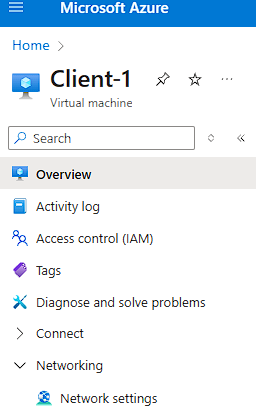 Microsoft Azure
Home
Client-1
Virtual machine
Search
Overview
Activity log
Access control (IAM)
Tags
Diagnose and solve problems
Connect
Networking
Network settings